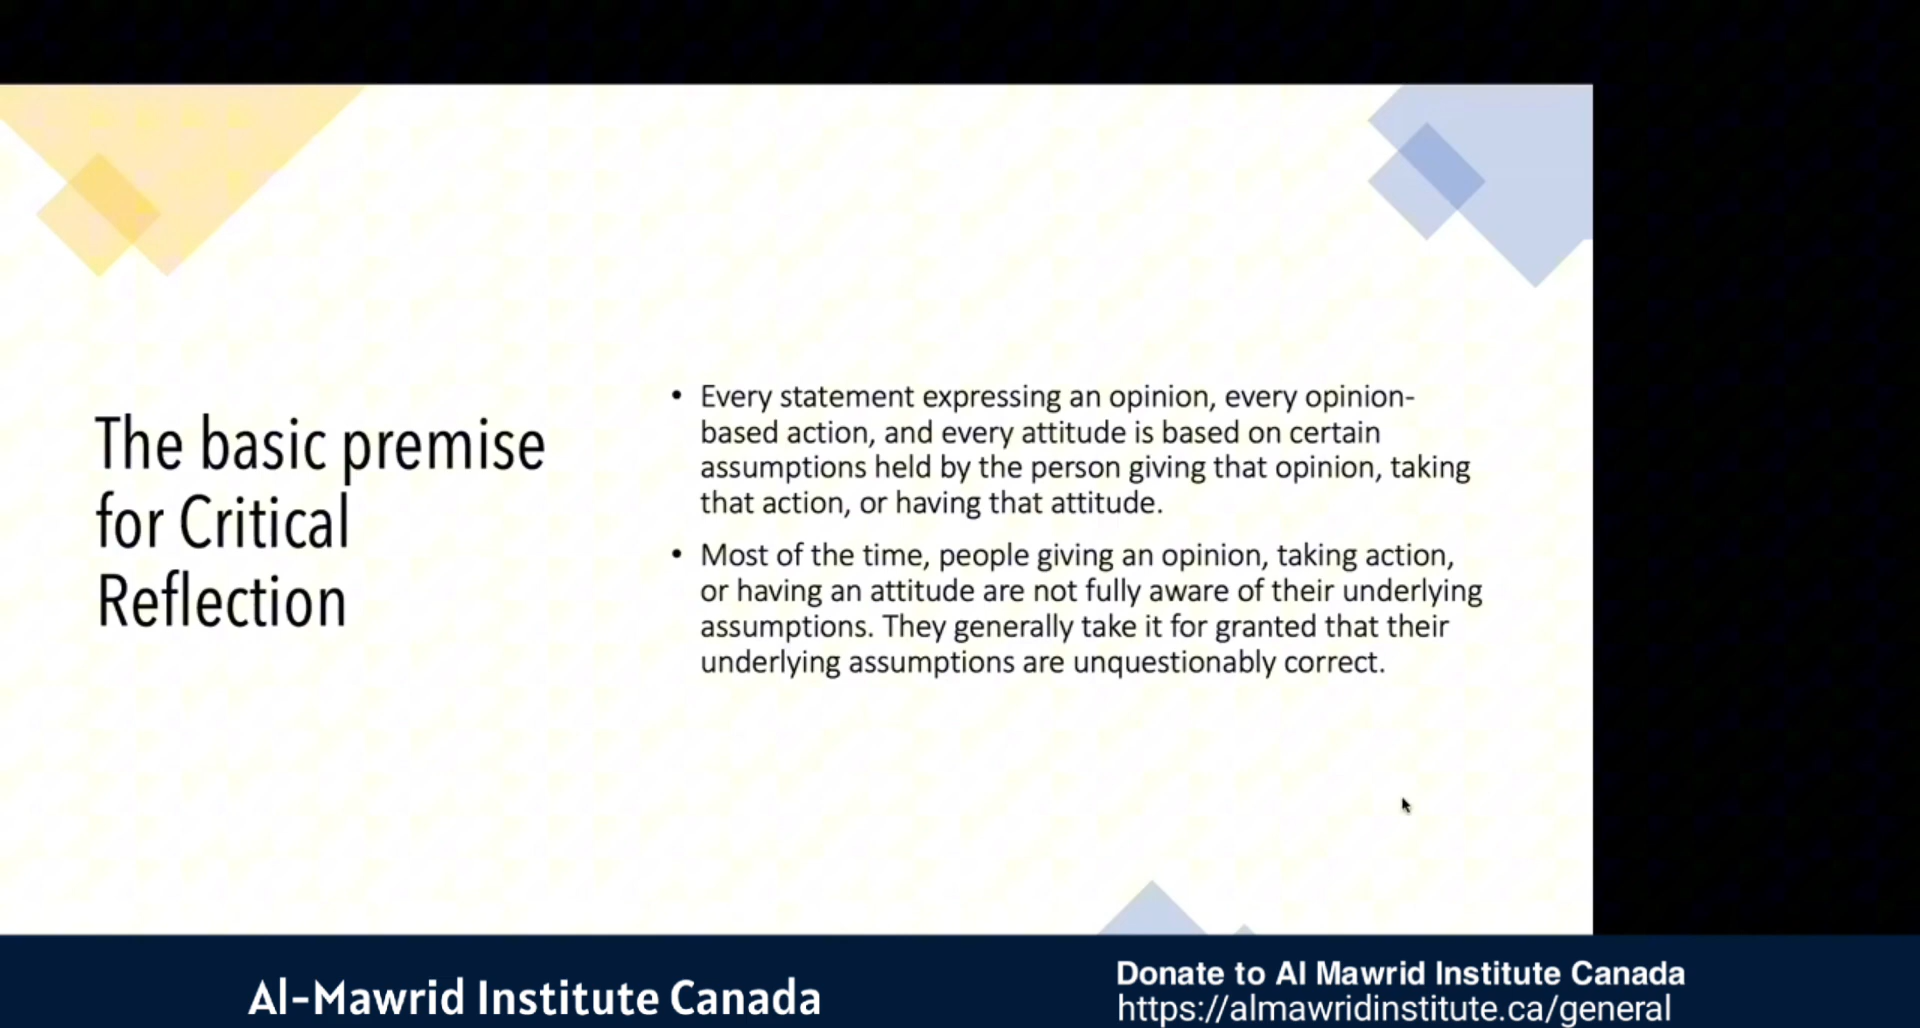 The basic premise
for Critical
Reflection
• Every statement expressing an opinion, every opinion-
based action, and every attitude is based on certain
assumptions held by the person giving that opinion, taking
that action, or having that attitude.
• Most of the time, people giving an opinion, taking action,
or having an attitude are not fully aware of their underlying
assumptions. They generally take it for granted that their
underlying assumptions are unquestionably correct.
Al-Mawrid Institute Canada
Donate to Al Mawrid Institute Canada
https://almawridinstitute.ca/general